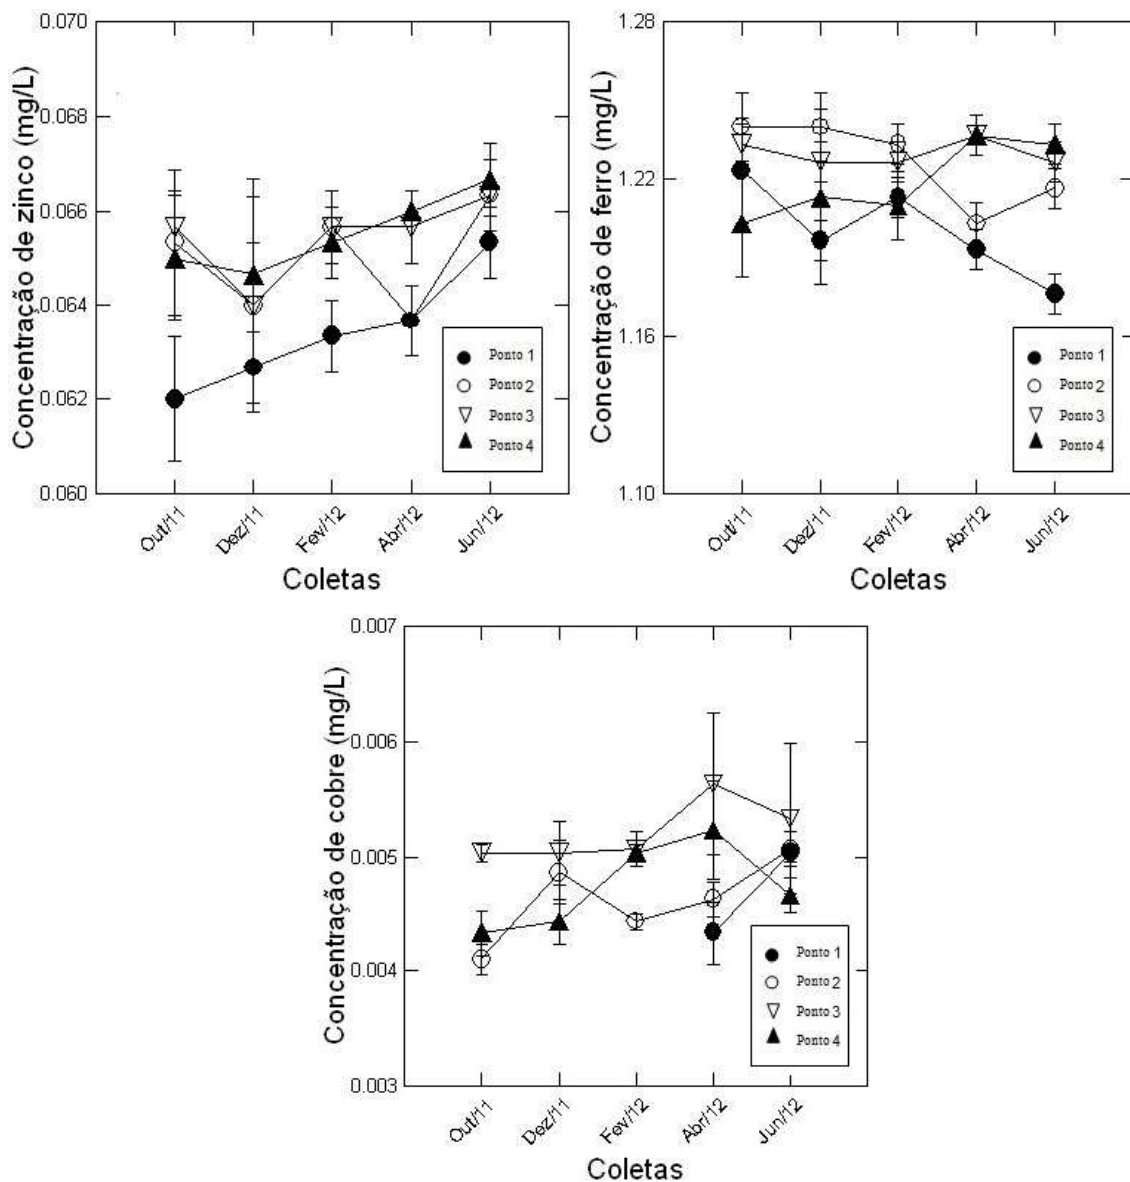 Concentração de zinco (mg/L)
0.070
0.068
0.066
0.064
0.062
0.060
Out/11
Dez/11
Fev/12
Abr/12
Jun/12
Coletas
Ponto 1
Ponto 2
Ponto 3
Ponto 4
Concentração de ferro (mg/L)
1.28
1.22
1.16
1.10
Out/11
Dez/11
Fev/12
Abr/12
Jun/12
Coletas
Ponto 1
Ponto 2
Ponto 3
Ponto 4
Concentração de cobre (mg/L)
0.007
0.006
0.005
0.004
0.003
Out/11
Dez/11
Fev/12
Abr/12
Jun/12
Coletas
Ponto 1
Ponto 2
Ponto 3
Ponto 4